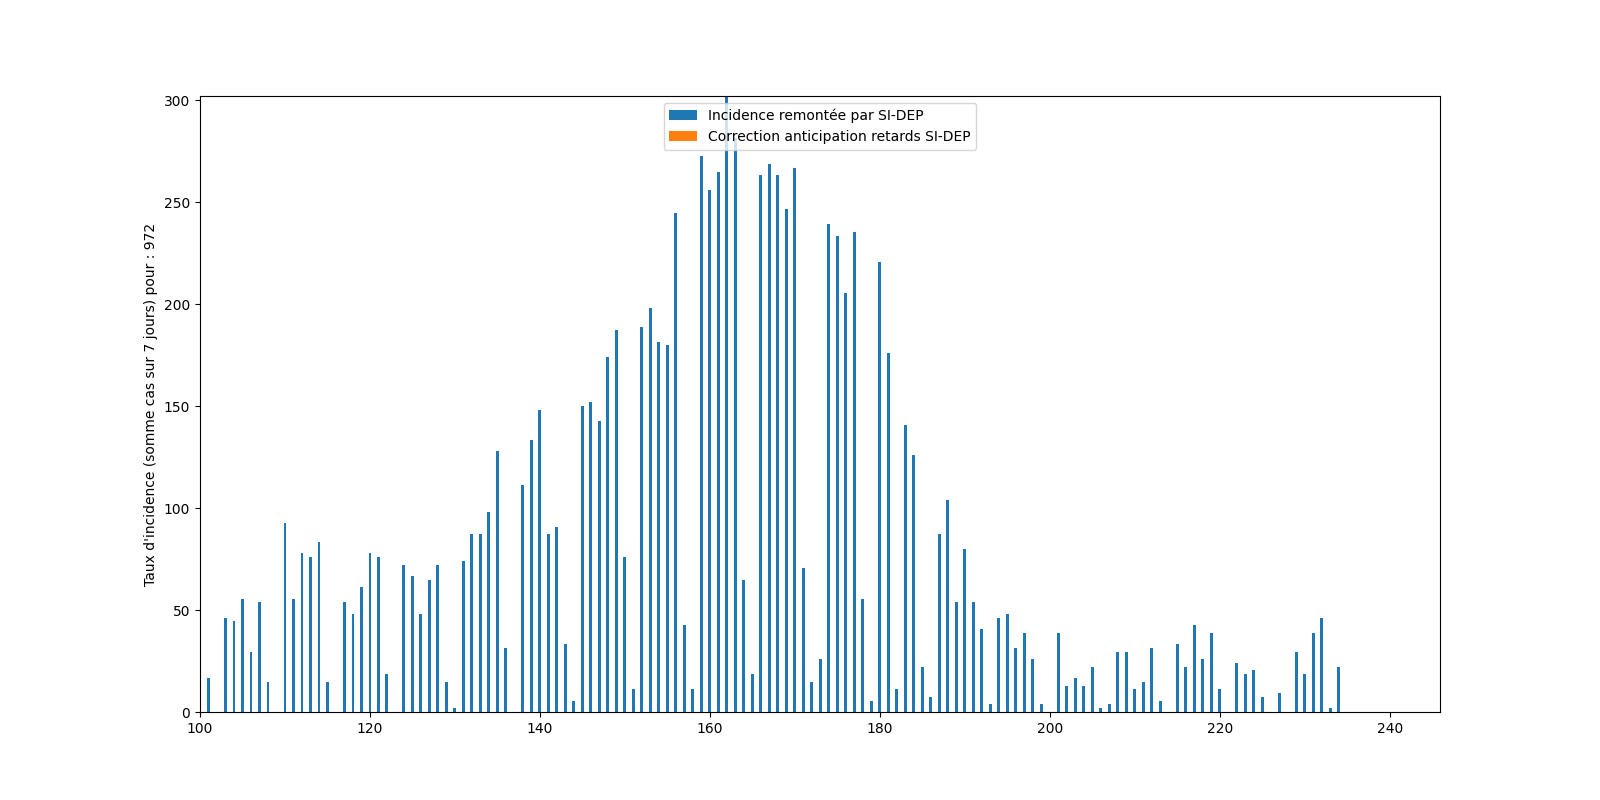 Incidence remontée par SI-DEP
Correction anticipation retards SI-DEP
Taux d'incidence (somme cas sur 7 jours) pour : 972
300
250
200
150
100
50
0
100 120 140 160 180 200 220 240